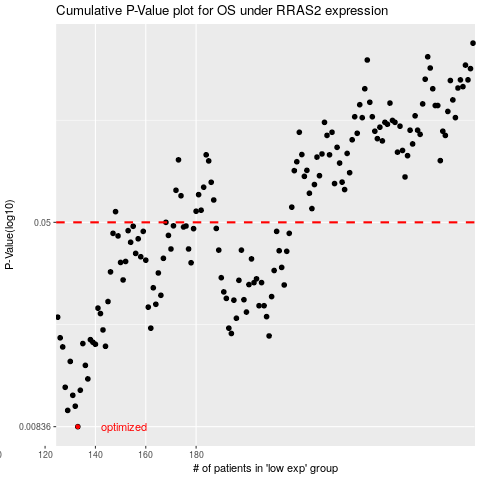 Cumulative P-Value plot for OS under RRAS2 expression
P-Value(log10)
0.05
0.00836
optimized
0
120
140
160
180
# of patients in 'low exp' group